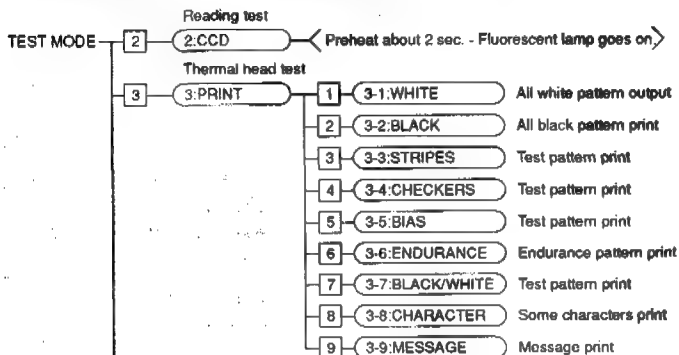 Reading test
TEST MODE 2 2:CCD Preheat about 2 sec. - Fluorescent lamp goes on.
Thermal head test
3 3:PRINT 1 3-1:WHITE All white pattern output
2 3-2:BLACK All black pattern print
3 3-3:STRIPES Test pattern print
4 3-4:CHECKERS Test pattern print
5 3-5:BIAS Test pattern print
6 3-6:ENDURANCE Endurance pattern print
7 3-7:BLACK/WHITE Test pattern print
8 3-8:CHARACTER Some characters print
9 3-9:MESSAGE Message print